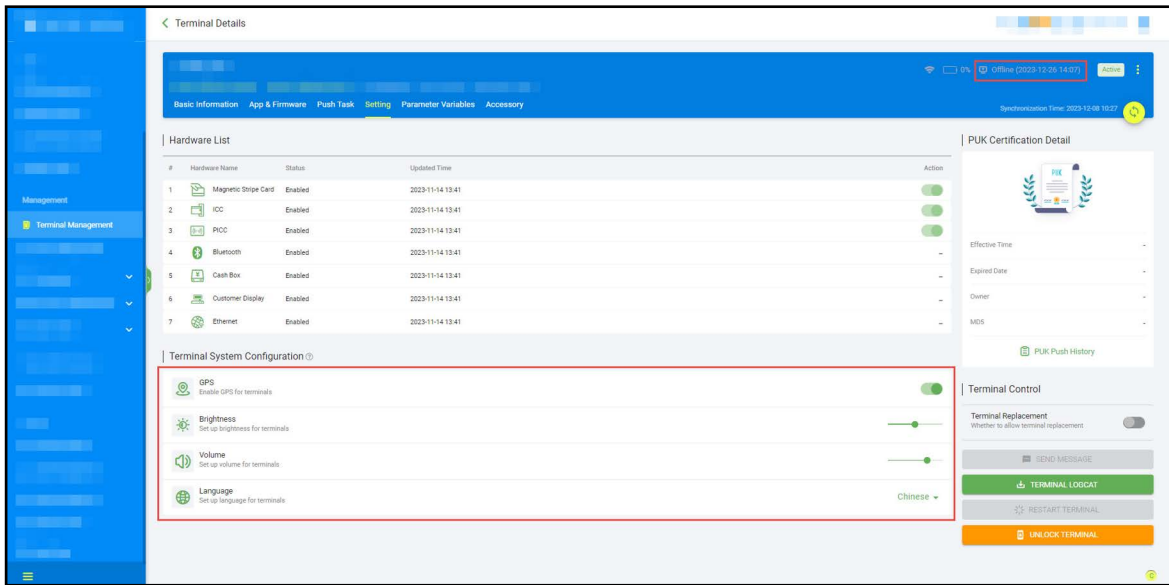 Terminal Details
0% Offline (2023-12-26 14:07) Active
Basic Information App & Firmware Push Task Setting Parameter Variables Accessory
Synchronization Time: 2023-12-08 10:27
Management
Terminal Management
Hardware List
# Hardware Name Status Updated Time Action
1 Magnetic Stripe Card Enabled 2023-11-14 13:41
2 ICC Enabled 2023-11-14 13:41
3 PICC Enabled 2023-11-14 13:41
4 Bluetooth Enabled 2023-11-14 13:41 -
5 Cash Box Enabled 2023-11-14 13:41 -
6 Customer Display Enabled 2023-11-14 13:41 -
7 Ethernet Enabled 2023-11-14 13:41 -
Terminal System Configuration
GPS
Enable GPS for terminals
Brightness
Set up brightness for terminals
Volume
Set up volume for terminals
Language
Set up language for terminals
Chinese
PUK Certification Detail
PUK
Effective Time -
Expired Date -
Owner -
MD5 -
PUK Push History
Terminal Control
Terminal Replacement
Whether to allow terminal replacement
SEND MESSAGE
TERMINAL LOGCAT
RESTART TERMINAL
UNLOCK TERMINAL